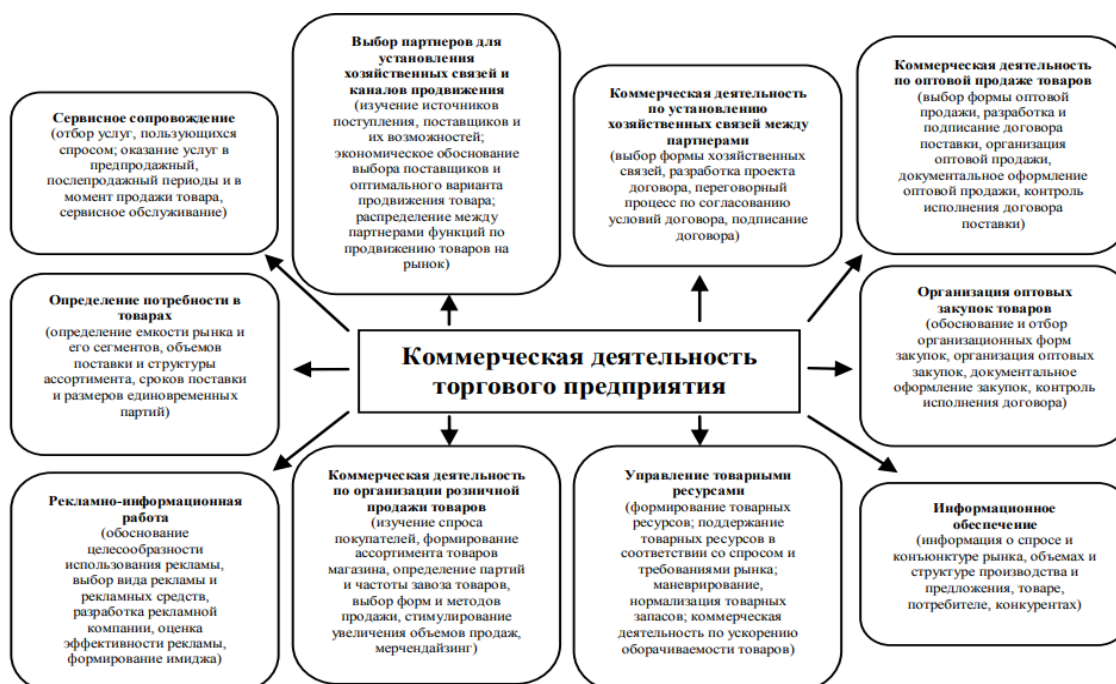 Сервисное сопровождение
(отбор услуг, пользующихся
спросом; оказание услуг в
предпродажный,
послепродажный периоды и в
момент продажи товара,
сервисное обслуживание)
Выбор партнеров для
установления
хозяйственных связей и
каналов продвижения
(изучение источников
поступления, поставщиков и
их возможностей;
экономическое обоснование
выбора поставщиков и
оптимального варианта
продвижения товара;
распределение между
партнерами функций по
продвижению товаров на
рынок)
Коммерческая деятельность
по установлению
хозяйственных связей между
партнерами
(выбор формы хозяйственных
связей, разработка проекта
договора, переговорный
процесс по согласованию
условий договора, подписание
договора)
Коммерческая деятельность
по оптовой продаже товаров
(выбор формы оптовой
продажи, разработка и
подписание договора
поставки, организация
оптовой продажи,
документальное оформление
оптовой продажи, контроль
исполнения договора
поставки)
Определение потребности в
товарах
(определение емкости рынка и
его сегментов, объемов
поставки и структуры
ассортимента, сроков поставки
и размеров единовременных
партий)
Коммерческая деятельность
торгового предприятия
Организация оптовых
закупок товаров
(обоснование и отбор
организационных форм
закупок, организация оптовых
закупок, документальное
оформление закупок, контроль
исполнения договора)
Рекламно-информационная
работа
(обоснование
целесообразности
использования рекламы,
выбор вида рекламы и
рекламных средств,
разработка рекламной
компании, оценка
эффективности рекламы,
формирование имиджа)
Коммерческая деятельность
по организации розничной
продажи товаров
(изучение спроса
покупателей, формирование
ассортимента товаров
магазина, определение партий
и частоты завоза товаров,
выбор форм и методов
продажи, стимулирование
увеличения объемов продаж,
мерчендайзинг)
Управление товарными
ресурсами
(формирование товарных
ресурсов; поддержание
товарных ресурсов в
соответствии со спросом и
требованиями рынка;
маневрирование,
нормализация товарных
запасов; коммерческая
деятельность по ускорению
оборачиваемости товаров)
Информационное
обеспечение
(информация о спросе и
конъюнктуре рынка, объемах и
структуре производства и
предложения, товаре,
потребителе, конкурентах)